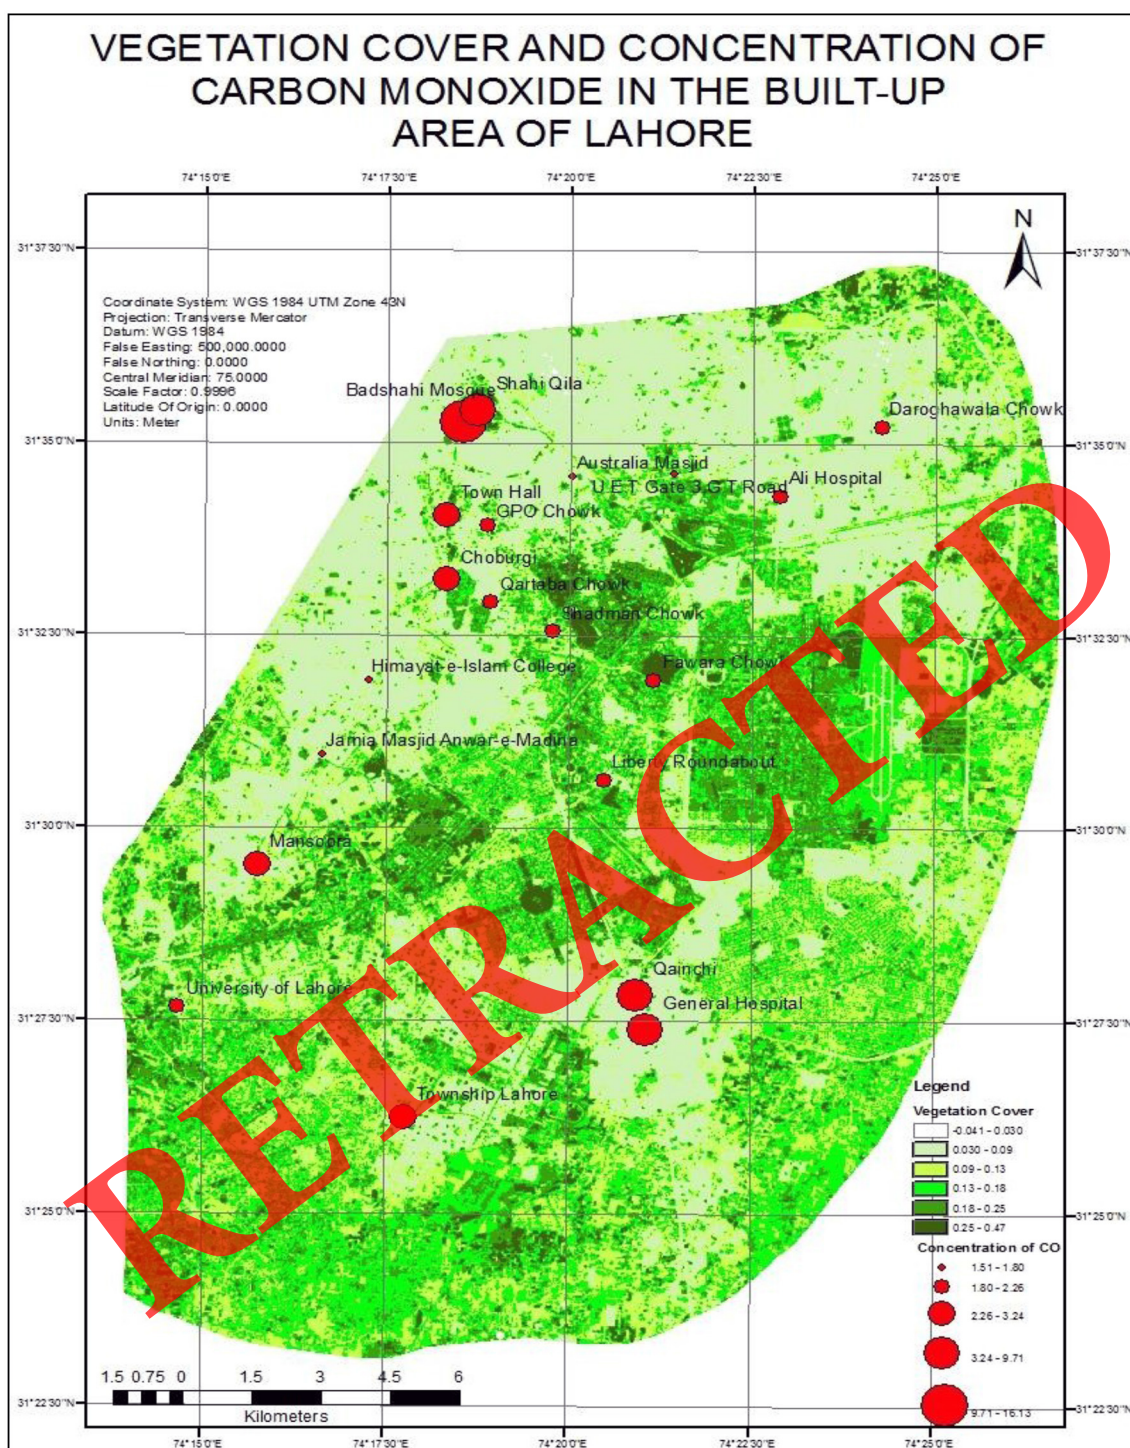 VEGETATION COVER AND CONCENTRATION OF
CARBON MONOXIDE IN THE BUILT-UP
AREA OF LAHORE
74°15'0"E 74°17'30"E 74°20'0"E 74°22'30"E 74°25'0"E
N
31°37'30"N 31°37'30"N
Coordinate System: WGS 1984 UTM Zone 43N
Projection: Transverse Mercator
Datum: WGS 1984
False Easting: 500,000.0000
False Northing: 0.0000
Central Meridian: 75.0000
Scale Factor: 0.9996
Latitude Of Origin: 0.0000
Units: Meter
Shahi Qila
Badshahi Mosque
Daroghawala Chowk
31°35'0"N 31°35'0"N
Australia Masjid
U E T Gate 3 G T Road
Ali Hospital
Town Hall
GPO Chowk
Choburgi
Qartaba Chowk
Shadman Chowk
31°32'30"N 31°32'30"N
Himayat-e-Islam College
Fawara Chowk
Jamia Masjid Anwar-e-Madina
Liberty Roundabout
31°30'0"N 31°30'0"N
Mansoora
RETRACTED
Qainchi
University of Lahore
General Hospital
31°27'30"N 31°27'30"N
Township Lahore
Legend
Vegetation Cover
-0.041 - 0.030
0.030 - 0.09
0.09 - 0.13
0.13 - 0.18
0.18 - 0.25
0.25 - 0.47
31°25'0"N 31°25'0"N
Concentration of CO
1.51 - 1.80
1.80 - 2.26
2.26 - 3.24
3.24 - 9.71
9.71 - 16.13
1.5 0.75 0 1.5 3 4.5 6
Kilometers
31°22'30"N 31°22'30"N
74°15'0"E 74°17'30"E 74°20'0"E 74°22'30"E 74°25'0"E